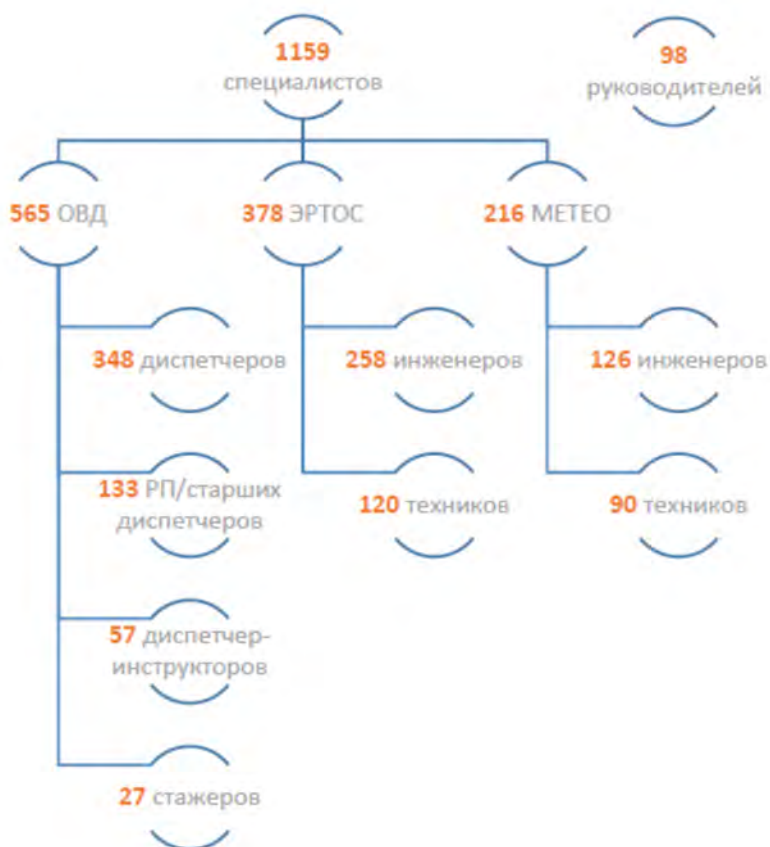 1159
специалистов
98
руководителей
565 ОВД
378 ЭРТОС
216 МЕТЕО
348 диспетчеров
258 инженеров
126 инженеров
133 РП/старших
диспетчеров
120 техников
90 техников
57 диспетчер-
инструкторов
27 стажеров